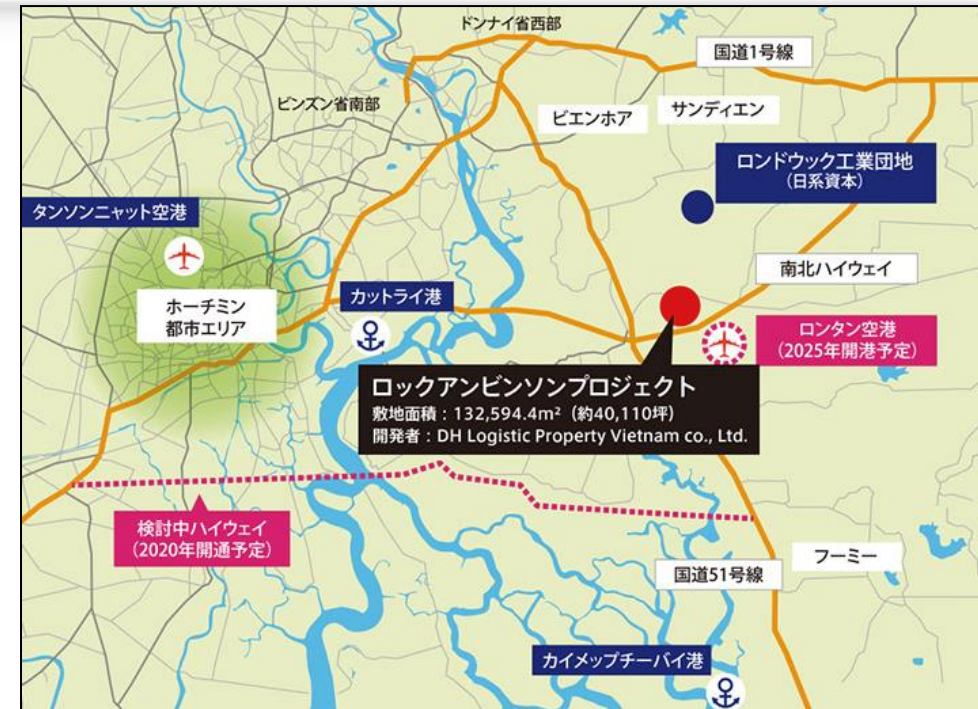 ドンナイ省西部
国道1号線
ビンズン省南部
ビエンホア
サンディエン
ロンドウック工業団地
(日系資本)
タンソンニャット空港
南北ハイウェイ
カットライ港
ホーチミン
都市エリア
ロンタン空港
(2025年開港予定)
ロックアンビンソンプロジェクト
敷地面積:132,594.4m²(約40,110坪)
開発者:DH Logistic Property Vietnam co., Ltd.
検討中ハイウェイ
(2020年開通予定)
フーミー
国道51号線
カイメップチーバイ港